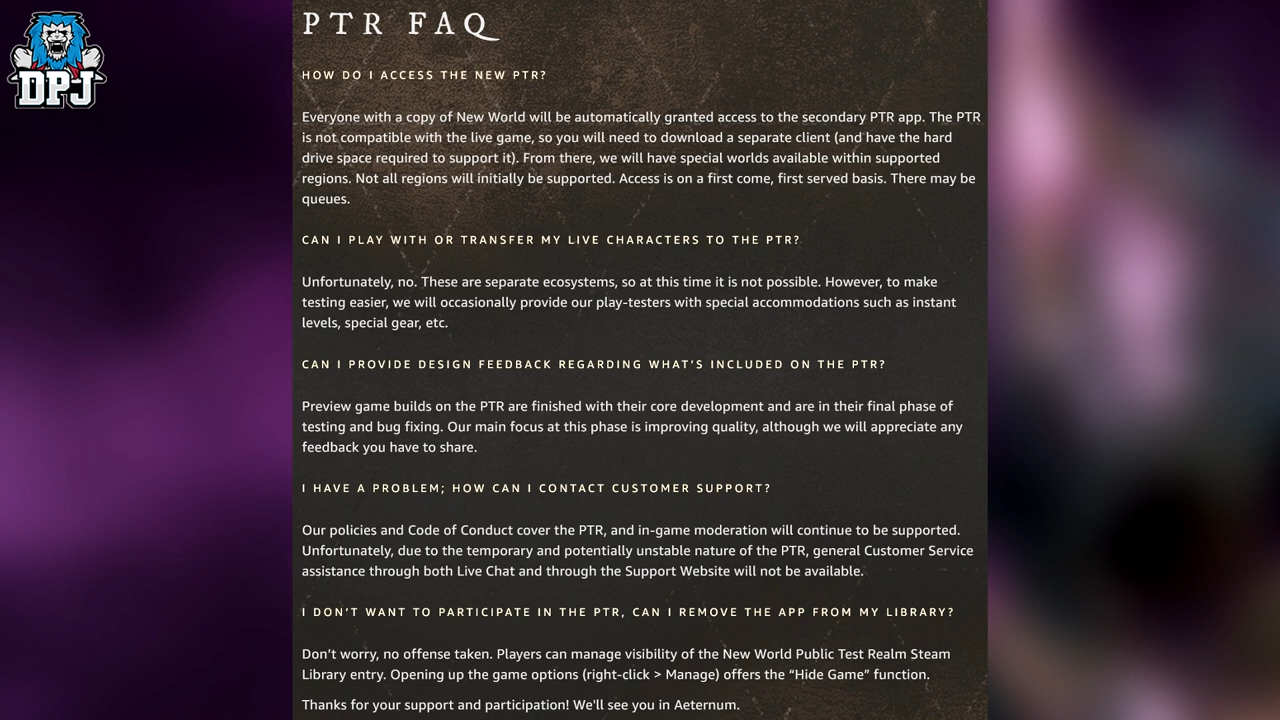 DPJ
PTR FAQ
HOW DO I ACCESS THE NEW PTR?
Everyone with a copy of New World will be automatically granted access to the secondary PTR app. The PTR
is not compatible with the live game, so you will need to download a separate client (and have the hard
drive space required to support it). From there, we will have special worlds available within supported
regions. Not all regions will initially be supported. Access is on a first come, first served basis. There may be
queues.
CAN I PLAY WITH OR TRANSFER MY LIVE CHARACTERS TO THE PTR?
Unfortunately, no. These are separate ecosystems, so at this time it is not possible. However, to make
testing easier, we will occasionally provide our play-testers with special accommodations such as instant
levels, special gear, etc.
CAN I PROVIDE DESIGN FEEDBACK REGARDING WHAT'S INCLUDED ON THE PTR?
Preview game builds on the PTR are finished with their core development and are in their final phase of
testing and bug fixing. Our main focus at this phase is improving quality, although we will appreciate any
feedback you have to share.
I HAVE A PROBLEM; HOW CAN I CONTACT CUSTOMER SUPPORT?
Our policies and Code of Conduct cover the PTR, and in-game moderation will continue to be supported.
Unfortunately, due to the temporary and potentially unstable nature of the PTR, general Customer Service
assistance through both Live Chat and through the Support Website will not be available.
I DON'T WANT TO PARTICIPATE IN THE PTR, CAN I REMOVE THE APP FROM MY LIBRARY?
Don't worry, no offense taken. Players can manage visibility of the New World Public Test Realm Steam
Library entry. Opening up the game options (right-click > Manage) offers the “Hide Game” function.
Thanks for your support and participation! We'll see you in Aeternum.